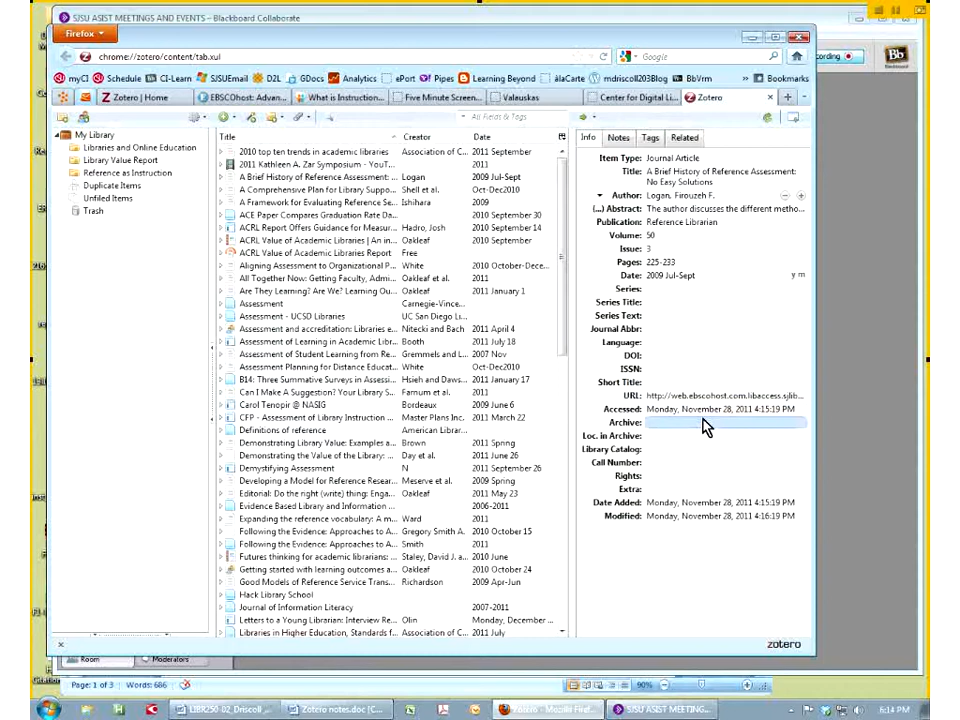 SJSU ASIST MEETINGS AND EVENTS – Blackboard Collaborate
Firefox
chrome://zotero/content/tab.xul
Google
cording
Bb
myCI
Schedule
CI-Learn
SJSUEmail
D2L
GDocs
Analytics
ePort
Pipes
Learning Beyond
àlaCarte
mdriscoll203Blog
BbVrm
»
Bookmarks
Zotero | Home
EBSCOhost: Advan...
What is Instruction...
Five Minute Screen...
Valeuskas
Center for Digital Li...
Zotero
All Fields & Tags
My Library
Libraries and Online Education
Library Value Report
Reference as Instruction
Duplicate Items
Unfiled Items
Trash
Title Creator Date
2010 top ten trends in academic libraries Association of C... 2011 September
2011 Kathleen A. Zar Symposium - YouT... 2011
A Brief History of Reference Assessment: ... Logan 2009 Jul-Sept
A Comprehensive Plan for Library Suppo... Shell et al. Oct-Dec2010
A Framework for Evaluating Reference Se... Ishihara 2009
ACE Paper Compares Graduation Rate Da... 2010 September 30
ACRL Report Offers Guidance for Measur... Hadro, Josh 2010 September 14
ACRL Value of Academic Libraries | An in... Oakleaf 2010 September
ACRL Value of Academic Libraries Report Free
Aligning Assessment to Organizational P... White 2010 October-Dece...
All Together Now: Getting Faculty, Admi... Oakleaf et al. 2011
Are They Learning? Are We? Learning Ou... Oakleaf 2011 January 1
Assessment Carnegie-Vince...
Assessment - UCSD Libraries UC San Diego Li...
Assessment and accreditation: Libraries e... Nitecki and Bach 2011 April 4
Assessment of Learning in Academic Libr... Booth 2011 July 18
Assessment of Student Learning from Re... Gremmels and L... 2007 Nov
Assessment Planning for Distance Educat... White Oct-Dec2010
B14: Three Summative Surveys in Assessi... Hsieh and Daws... 2011 January 17
Can I Make A Suggestion? Your Library S... Farkas 2011
Carol Tenopir @ NASIG Bordeaux 2009 June 6
CFP - Assessment of Library Instruction ... Master Plans Inc. 2011 March 22
Definitions of reference American Librar...
Demonstrating Library Value: Examples a... Brown 2011 Spring
Demonstrating the Value of the Library: ... Day et al. 2011 June 26
Demystifying Assessment N 2011 September 26
Developing a Model for Reference Resear... Meserve et al. 2009 Spring
Editorial: Do the right (write) thing: Enga... Oakleaf 2011 May 23
Evidence Based Library and Information ... 2006-2011
Expanding the reference vocabulary: A m... Ward 2011
Following the Evidence: Approaches to A... Gregory Smith A. 2010 October 15
Following the Evidence: Approaches to A... Smith 2011
Futures thinking for academic librarians: ... Staley, David J. a... 2010 June
Getting started with learning outcomes a... Oakleaf 2010 October 24
Good Models of Reference Service Trans... Richardson 2009 Apr-Jun
Hack Library School
Journal of Information Literacy 2007-2011
Letters to a Young Librarian: Interview Re... Olin Monday, December ...
Libraries in Higher Education, Standards f... Association of C... 2011 July
Info Notes Tags Related
Item Type: Journal Article
Title: A Brief History of Reference Assessment:
No Easy Solutions
Author: Logan, Firouzeh F.
(...) Abstract: The author discusses the different metho...
Publication: Reference Librarian
Volume: 50
Issue: 3
Pages: 225-233
Date: 2009 Jul-Sept y m
Series:
Series Title:
Series Text:
Journal Abbr:
Language:
DOI:
ISSN:
Short Title:
URL: http://web.ebscohost.com.libaccess.sjlib...
Accessed: Monday, November 28, 2011 4:15:19 PM
Archive:
Loc. in Archive:
Library Catalog:
Call Number:
Rights:
Extra:
Date Added: Monday, November 28, 2011 4:15:19 PM
Modified: Monday, November 28, 2011 4:16:19 PM
zotero
Room
Moderators
Page: 1 of 3 Words: 686
90%
LIBR250-02_Driscoll ...
Zotero notes.doc [C...
Zotero - Mozilla Firef...
SJSU ASIST MEETING...
6:14 PM